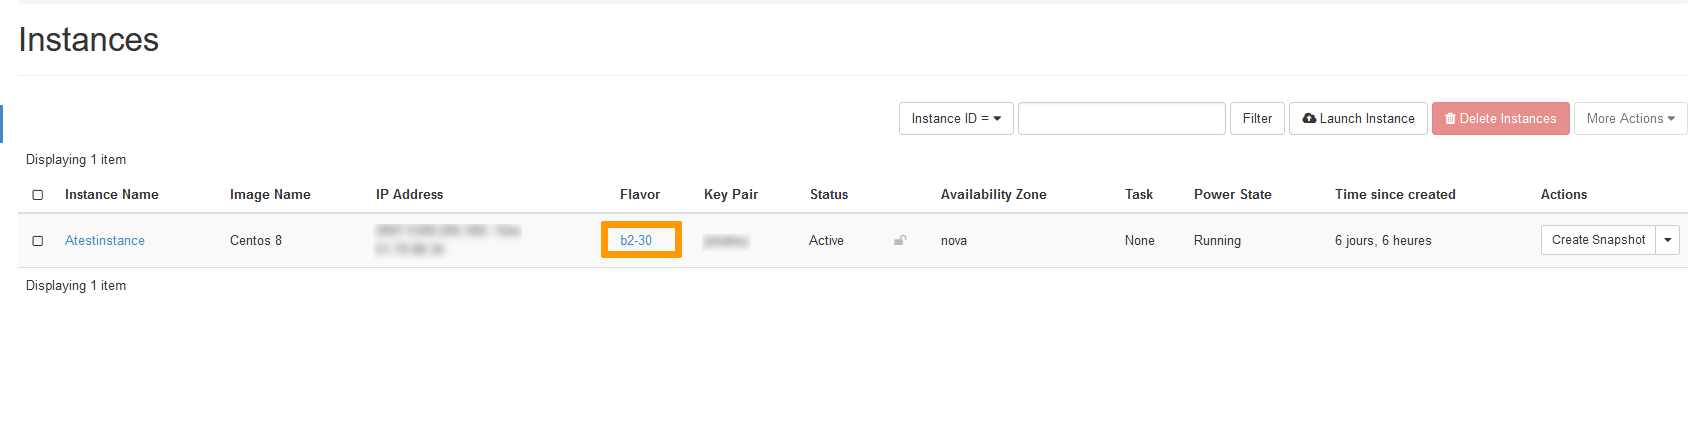 Instances
Instance ID = Filter Launch Instance Delete Instances More Actions
Displaying 1 item
Instance Name Image Name IP Address Flavor Key Pair Status Availability Zone Task Power State Time since created Actions
Atestinstance Centos 8 b2-30 Active nova None Running 6 jours, 6 heures Create Snapshot
Displaying 1 item